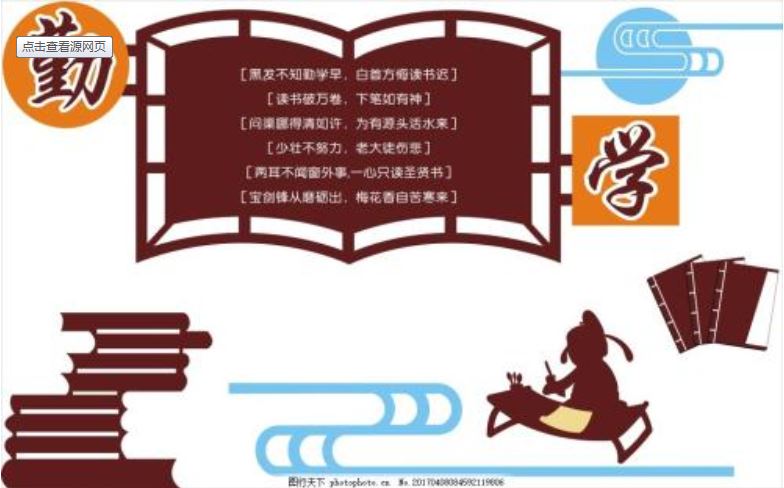 勤
点击查看源网页
[黑发不知勤学早，白首方悔读书迟]
[读书破万卷，下笔如有神]
[问渠哪得清如许，为有源头活水来]
[少壮不努力，老大徒伤悲]
[两耳不闻窗外事,一心只读圣贤书]
[宝剑锋从磨砺出，梅花香自苦寒来]
学
图行天下 photophoto.cn No.20170408084592119806